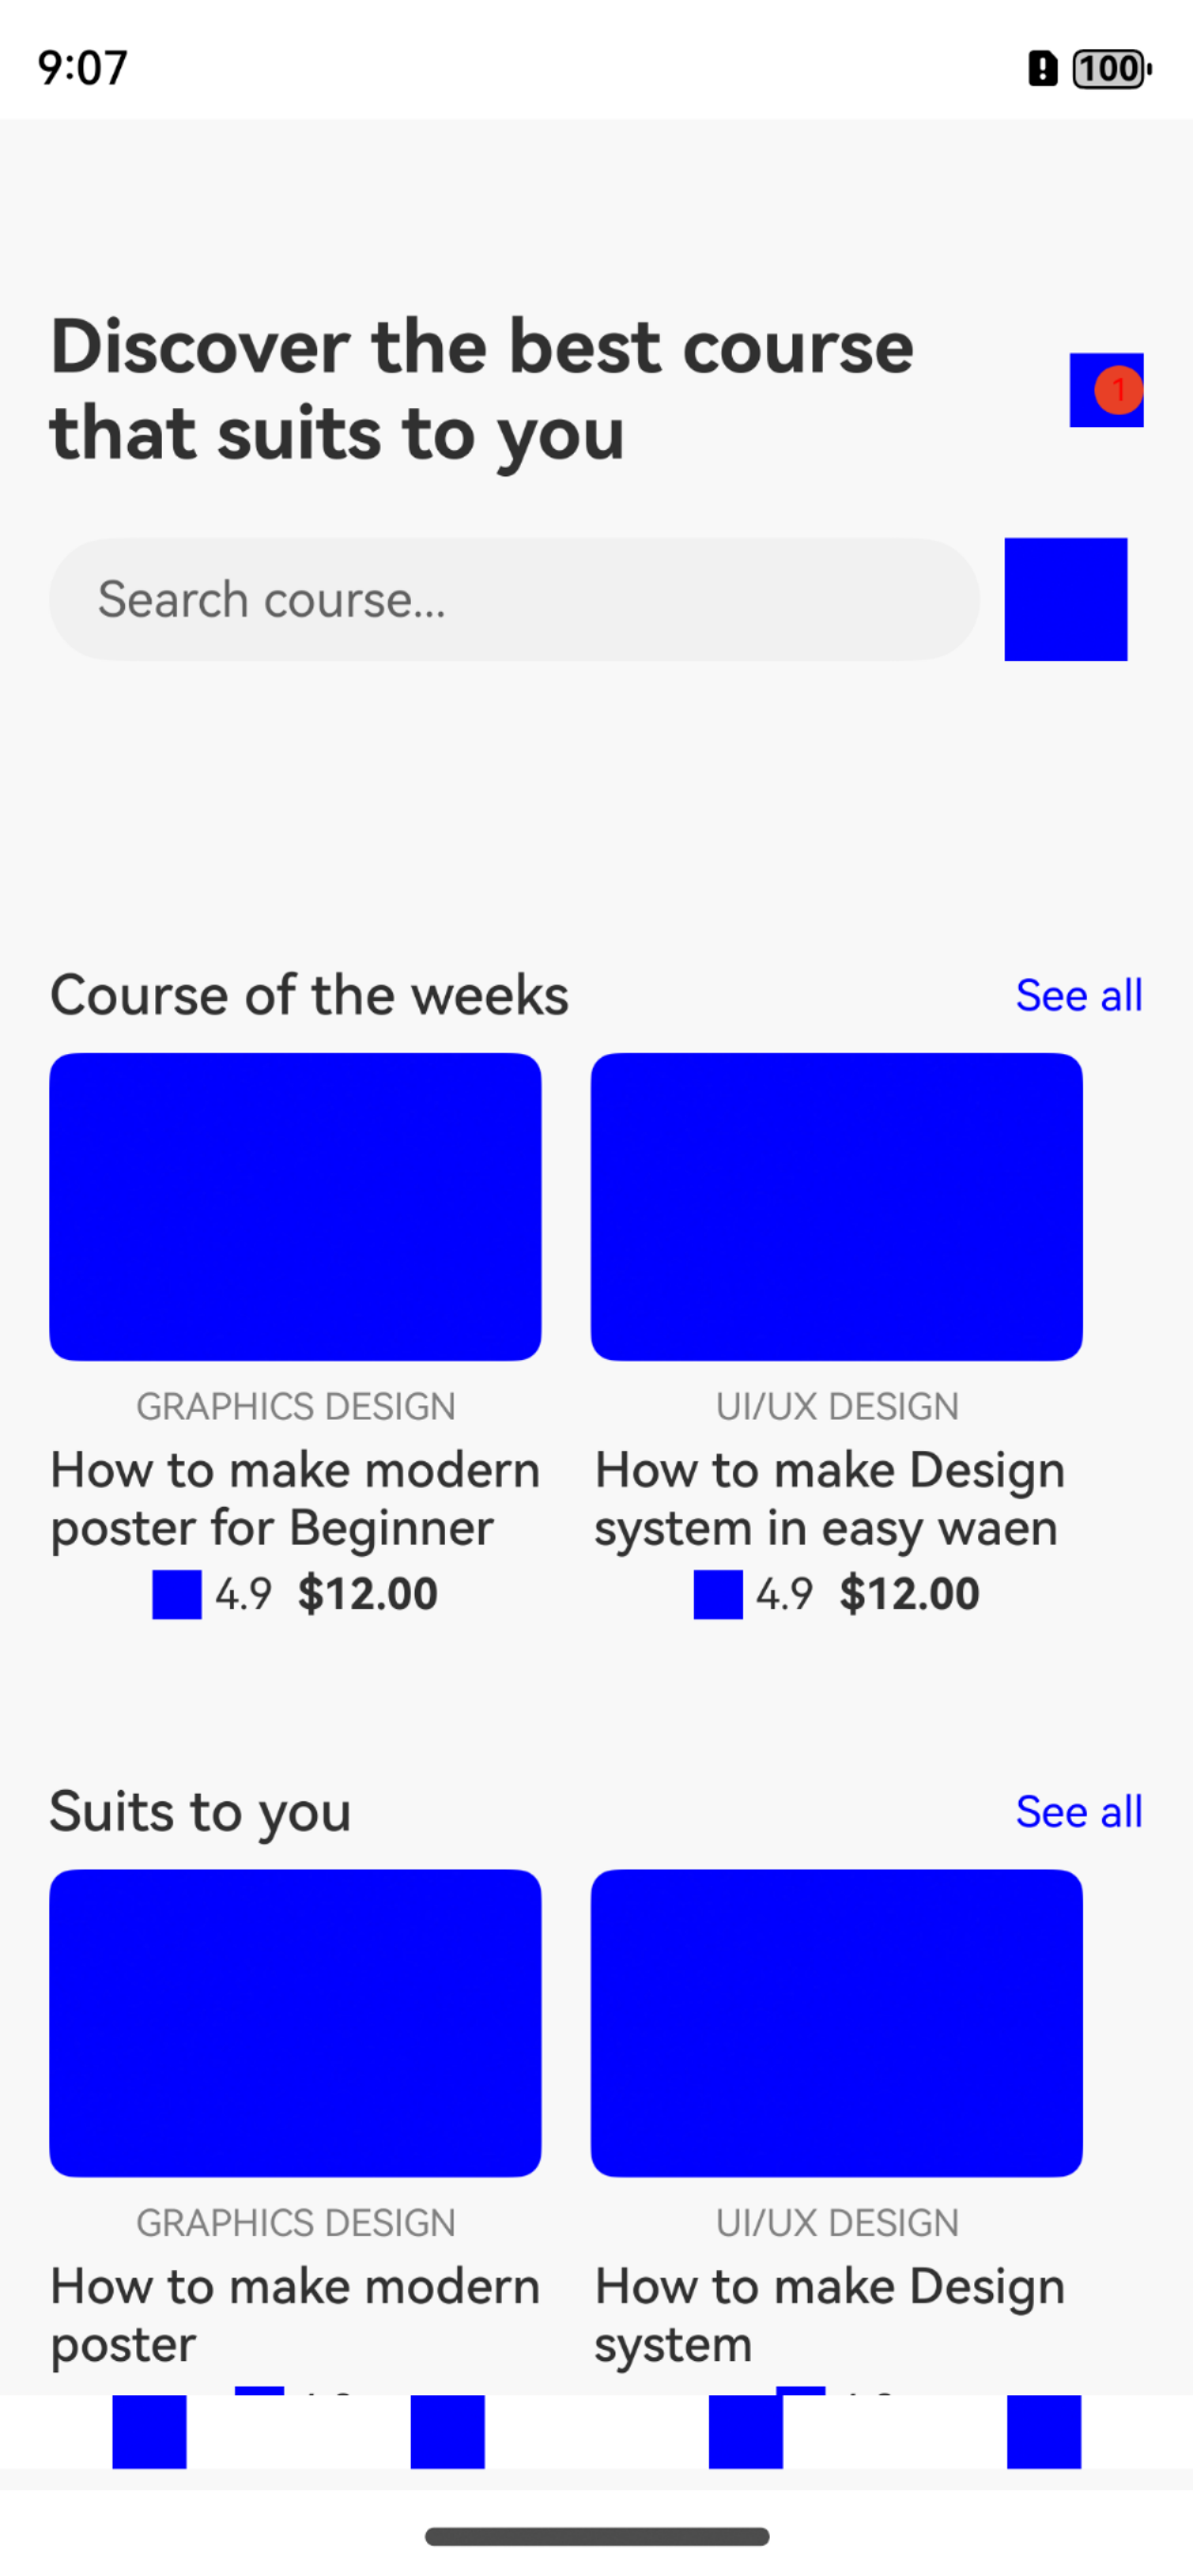 9:07
100
Discover the best course
that suits to you
1
Search course...
Course of the weeks
See all
GRAPHICS DESIGN
UI/UX DESIGN
How to make modern
poster for Beginner
How to make Design
system in easy waen
4.9 $12.00
4.9 $12.00
Suits to you
See all
GRAPHICS DESIGN
UI/UX DESIGN
How to make modern
poster
How to make Design
system